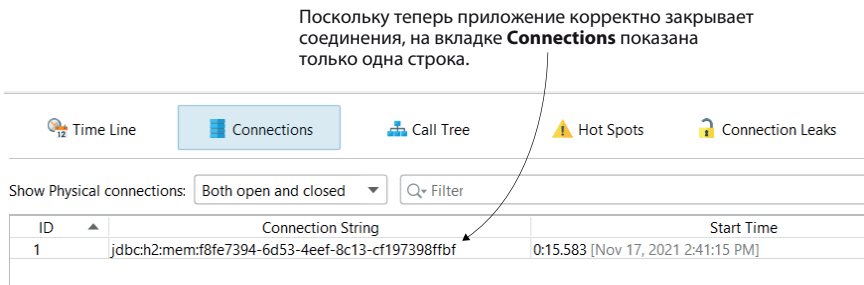 Поскольку теперь приложение корректно закрывает
соединения, на вкладке Connections показана
только одна строка.
Time Line Connections Call Tree Hot Spots Connection Leaks
Show Physical connections: Both open and closed Filter
ID Connection String Start Time
1 jdbc:h2:mem:f8fe7394-6d53-4eef-8c13-cf197398ffbf 0:15.583 [Nov 17, 2021 2:41:15 PM]